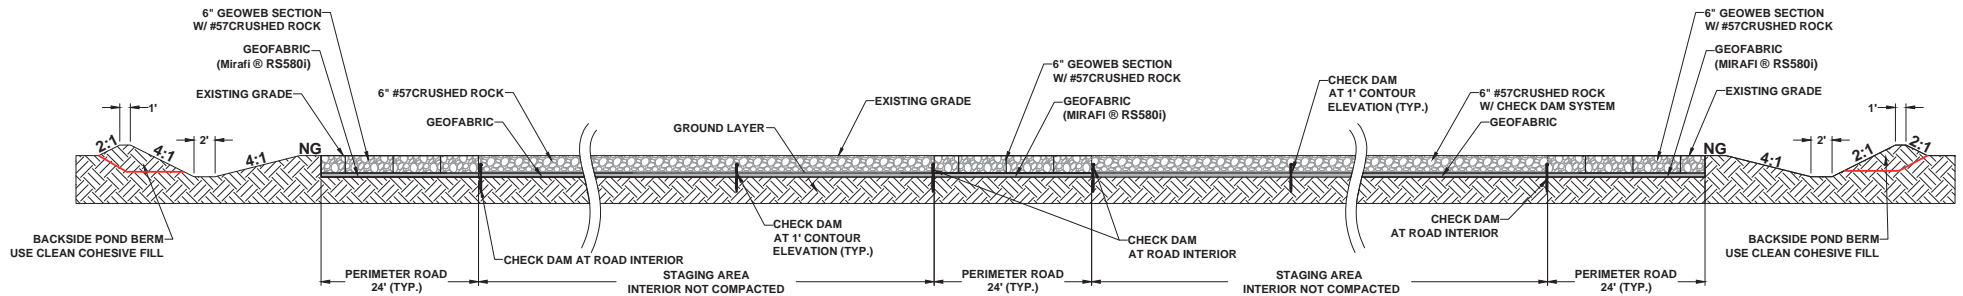 6" GEOWEB SECTION
W/ #57CRUSHED ROCK
GEOFABRIC
(Mirafi ® RS580i)
EXISTING GRADE
1'
2:1
4:1
2'
4:1
NG
BACKSIDE POND BERM
USE CLEAN COHESIVE FILL
6" #57CRUSHED ROCK
GEOFABRIC
GROUND LAYER
EXISTING GRADE
6" GEOWEB SECTION
W/ #57CRUSHED ROCK
GEOFABRIC
(MIRAFI ® RS580i)
CHECK DAM
AT 1' CONTOUR
ELEVATION (TYP.)
6" #57CRUSHED ROCK
W/ CHECK DAM SYSTEM
GEOFABRIC
6" GEOWEB SECTION
W/ #57CRUSHED ROCK
GEOFABRIC
(MIRAFI ® RS580i)
EXISTING GRADE
1'
NG
4:1
2'
2:1
2:1
CHECK DAM AT ROAD INTERIOR
CHECK DAM
AT 1' CONTOUR
ELEVATION (TYP.)
CHECK DAM
AT ROAD INTERIOR
CHECK DAM
AT ROAD INTERIOR
BACKSIDE POND BERM
USE CLEAN COHESIVE FILL
PERIMETER ROAD
24' (TYP.)
STAGING AREA
INTERIOR NOT COMPACTED
PERIMETER ROAD
24' (TYP.)
STAGING AREA
INTERIOR NOT COMPACTED
PERIMETER ROAD
24' (TYP.)